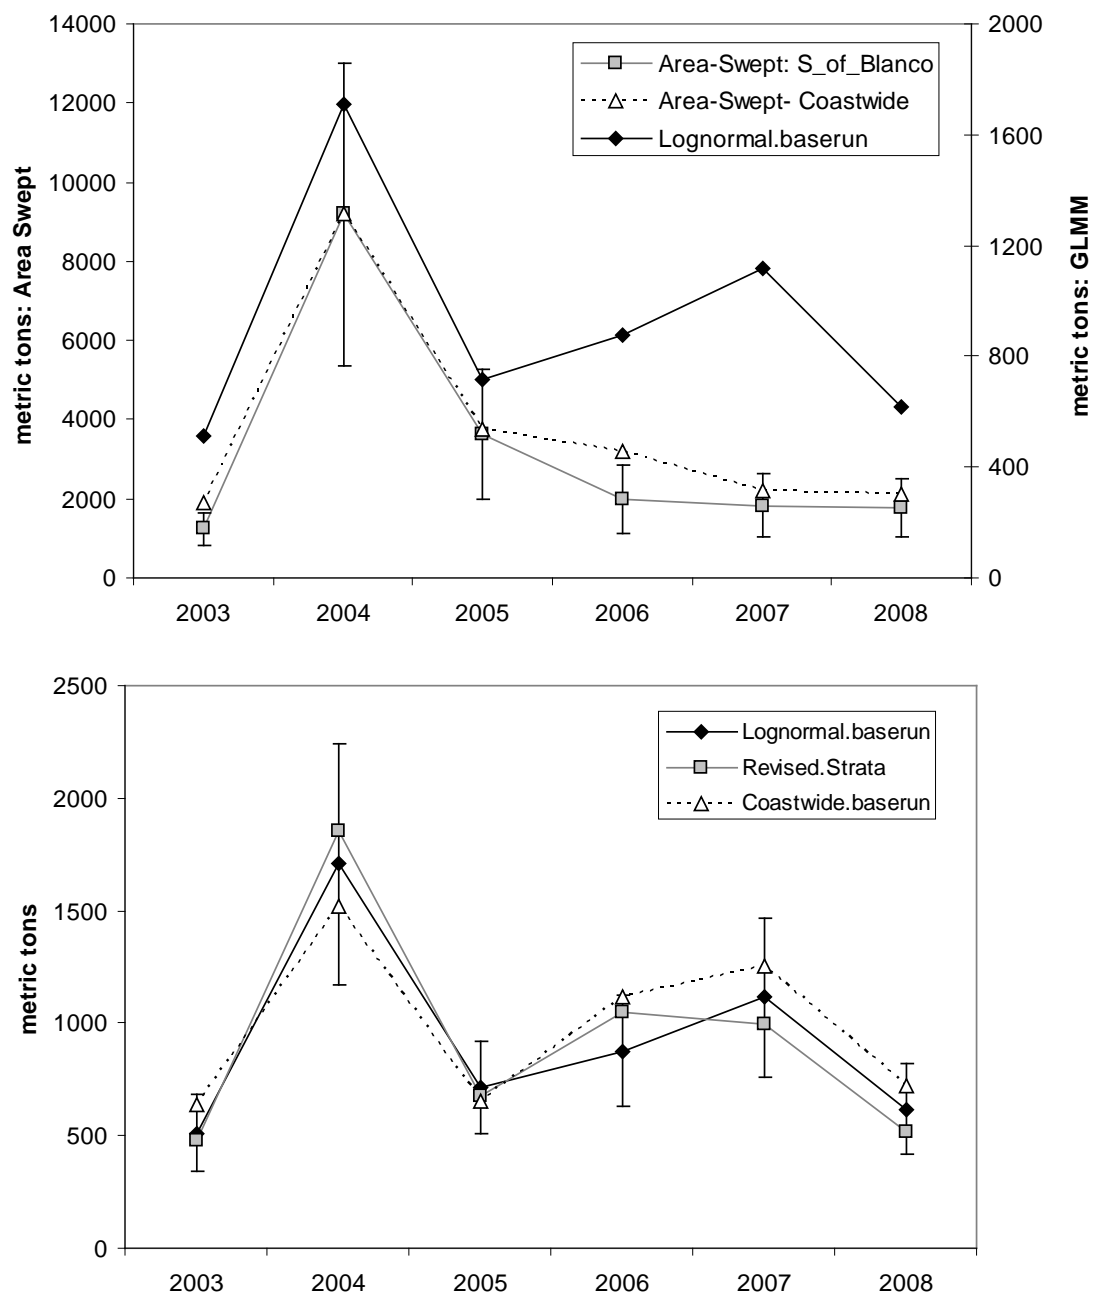 14000
12000
10000
8000
6000
4000
2000
0
metric tons: Area Swept
2000
1600
1200
800
400
0
metric tons: GLMM
Area-Swept: S_of_Blanco
Area-Swept- Coastwide
Lognormal.baserun
2003 2004 2005 2006 2007 2008
2500
2000
1500
1000
500
0
metric tons
Lognormal.baserun
Revised.Strata
Coastwide.baserun
2003 2004 2005 2006 2007 2008